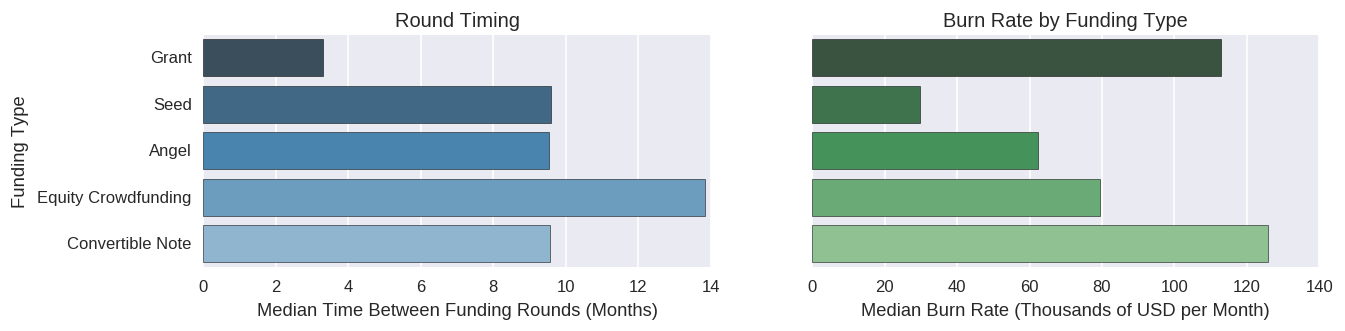 Round Timing
Funding Type
Grant
Seed
Angel
Equity Crowdfunding
Convertible Note
0 2 4 6 8 10 12 14
Median Time Between Funding Rounds (Months)
Burn Rate by Funding Type
0 20 40 60 80 100 120 140
Median Burn Rate (Thousands of USD per Month)